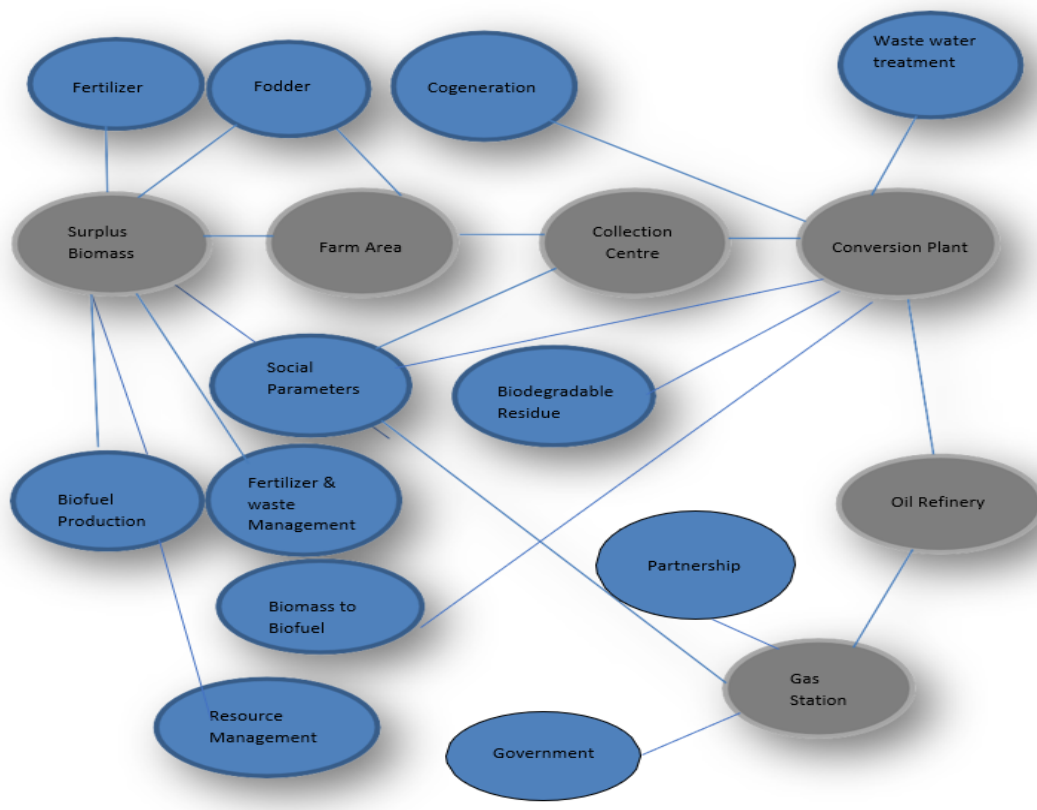 Fertilizer
Fodder
Cogeneration
Waste water
treatment
Surplus
Biomass
Farm Area
Collection
Centre
Conversion Plant
Social
Parameters
Biodegradable
Residue
Biofuel
Production
Fertilizer &
waste
Management
Oil Refinery
Partnership
Biomass to
Biofuel
Gas
Station
Resource
Management
Government